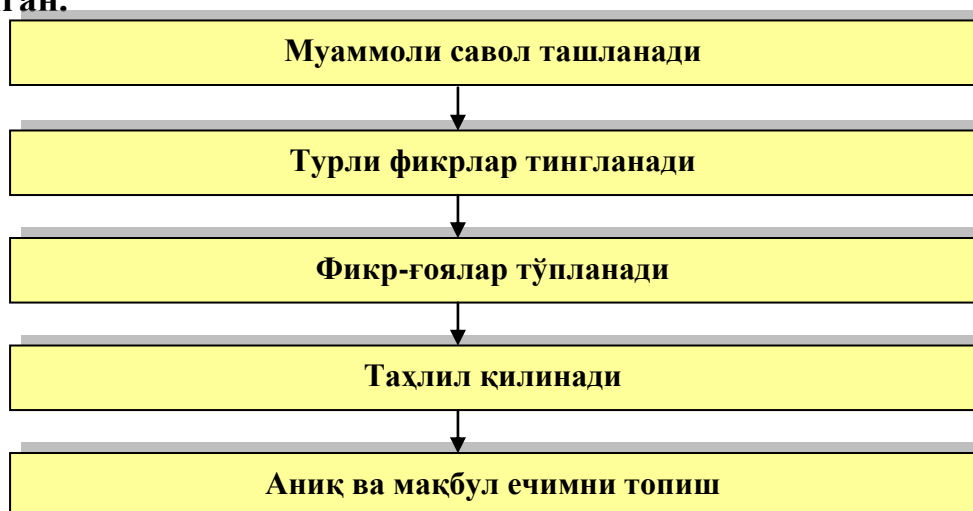 Муаммоли савол ташланади
Турли фикрлар тингланади
Фикр-ғоялар тўпланади
Таҳлил қилинади
Аниқ ва мақбул ечимни топиш